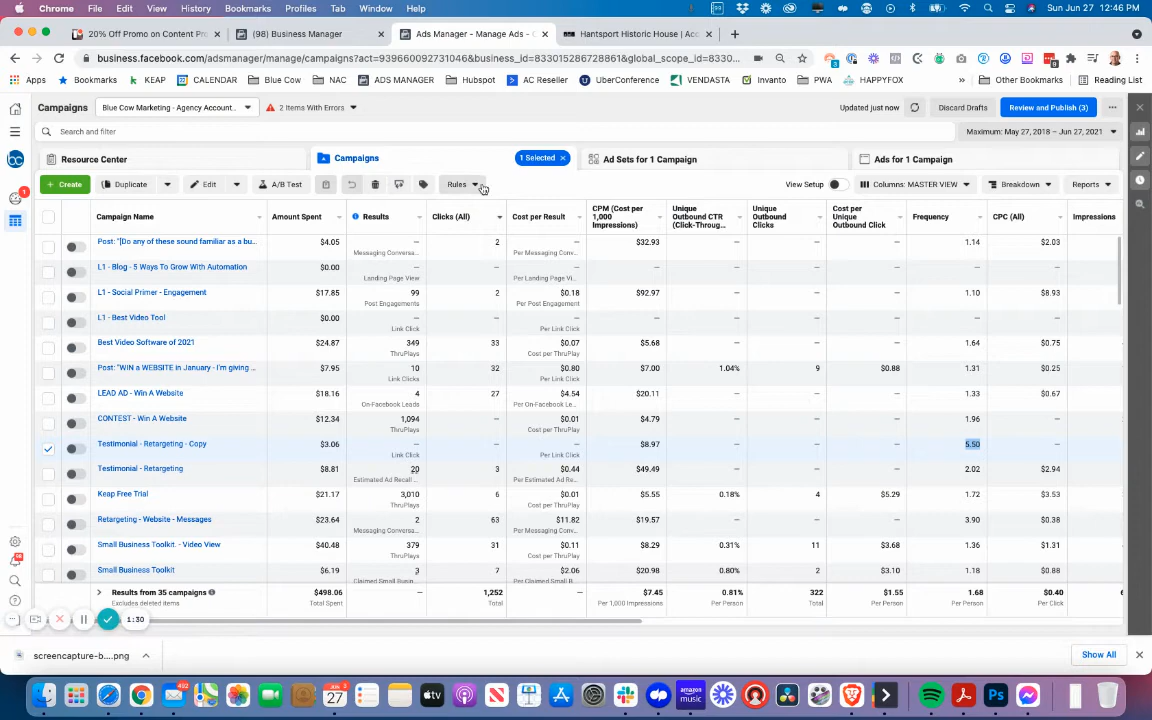 Chrome File Edit View History Bookmarks Profiles Tab Window Help Sun Jun 27 12:46 PM
20% Off Promo on Content Pro (98) Business Manager Ads Manager - Manage Ads - Hantsport Historic House | Acc
business.facebook.com/adsmanager/manage/campaigns?act=939660092731046&business_id=833015286728861&global_scope_id=8330...
Apps Bookmarks KEAP CALENDAR Blue Cow NAC ADS MANAGER Hubspot AC Reseller UberConference VENDASTA Invanto PWA HAPPYFOX » Other Bookmarks Reading List
Campaigns Blue Cow Marketing - Agency Account... 2 Items With Errors Updated just now Discard Drafts Review and Publish (3) ...
Search and filter Maximum: May 27, 2018 – Jun 27, 2021
Resource Center Campaigns 1 Selected Ad Sets for 1 Campaign Ads for 1 Campaign
+ Create Duplicate Edit A/B Test Rules View Setup Columns: MASTER VIEW Breakdown Reports
Campaign Name Amount Spent Results Clicks (All) Cost per Result CPM (Cost per 1,000 Impressions) Unique Outbound CTR (Click-Throug... Unique Outbound Clicks Cost per Unique Outbound Click Frequency CPC (All) Impressions
Post: "[Do any of these sound familiar as a bu... $4.05 — 2 — $32.93 — — — 1.14 $2.03
Messaging Conversa... Per Messaging Conv...
L1 - Blog - 5 Ways To Grow With Automation $0.00 — — — — — — — — —
Landing Page View Per Landing Page V...
L1 - Social Primer - Engagement $17.85 99 2 $0.18 $92.97 — — — 1.10 $8.93
Post Engagements Per Post Engagement
L1 - Best Video Tool $0.00 — — — — — — — — —
Link Click Per Link Click
Best Video Software of 2021 $24.87 349 33 $0.07 $5.68 — — — 1.64 $0.75
ThruPlays Cost per ThruPlay
Post: "WIN a WEBSITE in January - I'm giving ... $7.95 10 32 $0.80 $7.00 1.04% 9 $0.88 1.31 $0.25
Link Clicks Per Link Click
LEAD AD - Win A Website $18.16 4 27 $4.54 $20.11 — — — 1.33 $0.67
On-Facebook Leads Per On-Facebook Le...
CONTEST - Win A Website $12.34 1,094 — $0.01 $4.79 — — — 1.96 —
ThruPlays Cost per ThruPlay
Testimonial - Retargeting - Copy $3.06 — — — $8.97 — — — 5.50 —
Link Click Per Link Click
Testimonial - Retargeting $8.81 20 3 $0.44 $49.49 — — — 2.02 $2.94
Estimated Ad Recall ... Cost per Estimated ...
Keap Free Trial $21.17 3,010 6 $0.01 $5.55 0.18% 4 $5.29 1.72 $3.53
ThruPlays Cost per ThruPlay
Retargeting - Website - Messages $23.64 2 63 $11.82 $19.57 — — — 3.90 $0.38
Messaging Conversa... Per Messaging Conv...
Small Business Toolkit. - Video View $40.48 379 31 $0.11 $8.29 0.31% 11 $3.68 1.36 $1.31
ThruPlays Cost per ThruPlay
Small Business Toolkit $6.19 3 7 $2.06 $20.98 0.80% 2 $3.10 1.18 $0.88
Claimed Small Busin... Per Claimed Small B...
Results from 35 campaigns $498.06 — 1,252 — $7.45 0.81% 322 $1.55 1.68 $0.40
Excludes deleted items Total Spent Total Per 1,000 Impressions Per Person Total Per Person Per Person Per Click
1:30
screencapture-b....png Show All